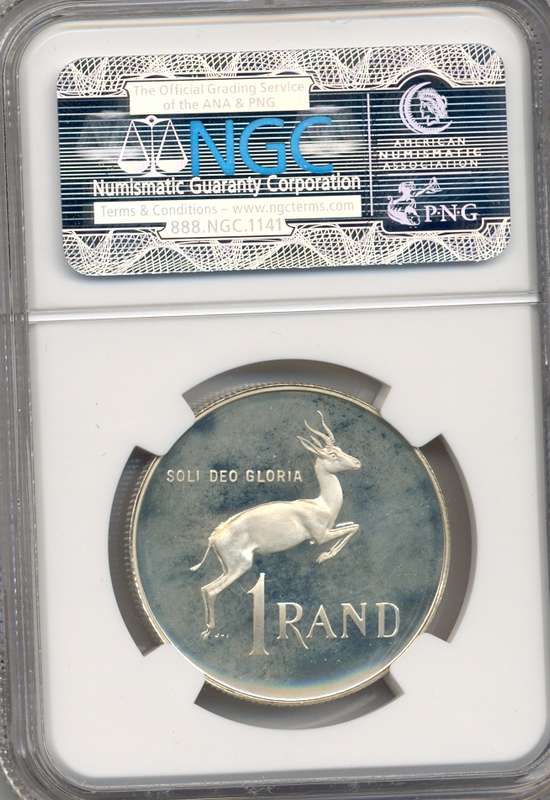 The Official Grading Service
of the ANA & PNG
NGC
Numismatic Guaranty Corporation
Terms & Conditions – www.ngcterms.com
888.NGC.1141
AMERICAN
NUMISMATIC
ASSOCIATION
P·N·G
SOLI DEO GLORIA
1 RAND